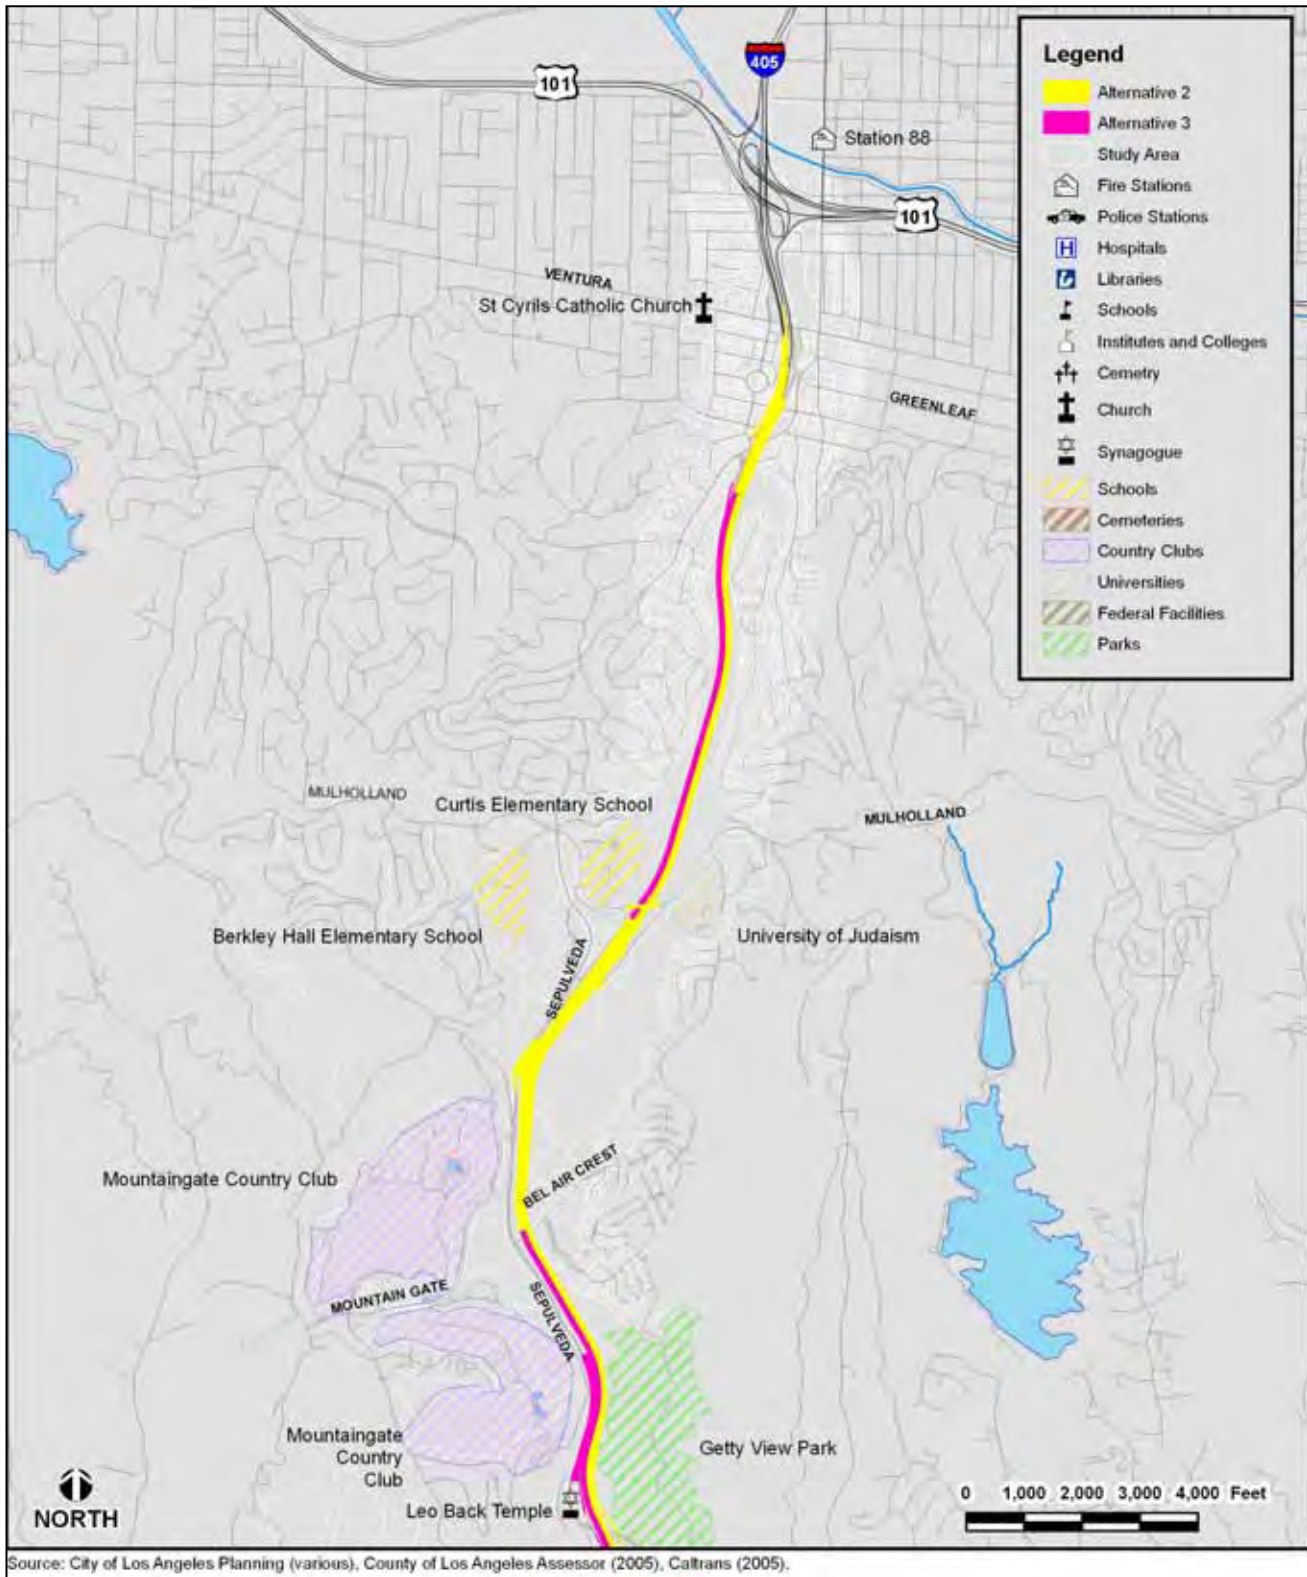 405
101
Station 88
101
VENTURA
St Cyrils Catholic Church
GREENLEAF
Legend
Alternative 2
Alternative 3
Study Area
Fire Stations
Police Stations
H
Hospitals
Libraries
Schools
Institutes and Colleges
Cemetry
Church
Synagogue
Schools
Cemeteries
Country Clubs
Universities
Federal Facilities
Parks
MULHOLLAND
Curtis Elementary School
MULHOLLAND
Berkley Hall Elementary School
University of Judaism
SEPULVEDA
Mountaingate Country Club
BEL AIR CREST
MOUNTAIN GATE
SEPULVEDA
Mountaingate
Country
Club
Getty View Park
Leo Back Temple
NORTH
0 1,000 2,000 3,000 4,000 Feet
Source: City of Los Angeles Planning (various), County of Los Angeles Assessor (2005), Caltrans (2005).